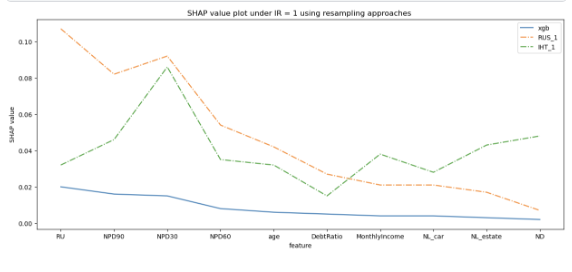 SHAP value plot under IR = 1 using resampling approaches
xgb
RUS_1
IHT_1
0.10
0.08
0.06
0.04
0.02
0.00
SHAP value
RU NPD90 NPD30 NPD60 age DebtRatio MonthlyIncome NL_car NL_estate ND
feature